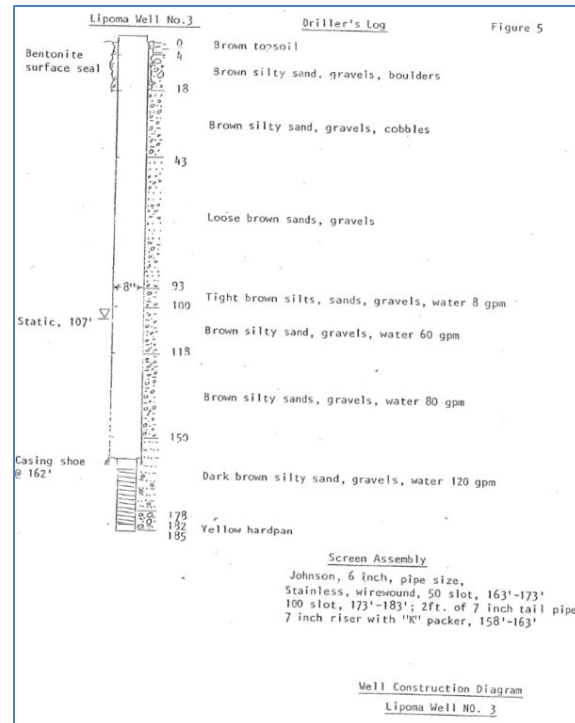 Lipoma Well No.3
Driller's Log
Figure 5
Bentonite
surface seal
0
Brown topsoil
4
Brown silty sand, gravels, boulders
18
Brown silty sand, gravels, cobbles
43
Loose brown sands, gravels
8"
93
Tight brown silts, sands, gravels, water 8 gpm
100
Static, 107'
Brown silty sand, gravels, water 60 gpm
118
Brown silty sands, gravels, water 80 gpm
150
Casing shoe
@ 162'
Dark brown silty sand, gravels, water 120 gpm
178
182
Yellow hardpan
185
Screen Assembly
Johnson, 6 inch, pipe size,
Stainless, wirewound, 50 slot, 163'-173'
100 slot, 173'-183'; 2ft. of 7 inch tail pipe
7 inch riser with "K" packer, 158'-163'
Well Construction Diagram
Lipoma Well NO. 3